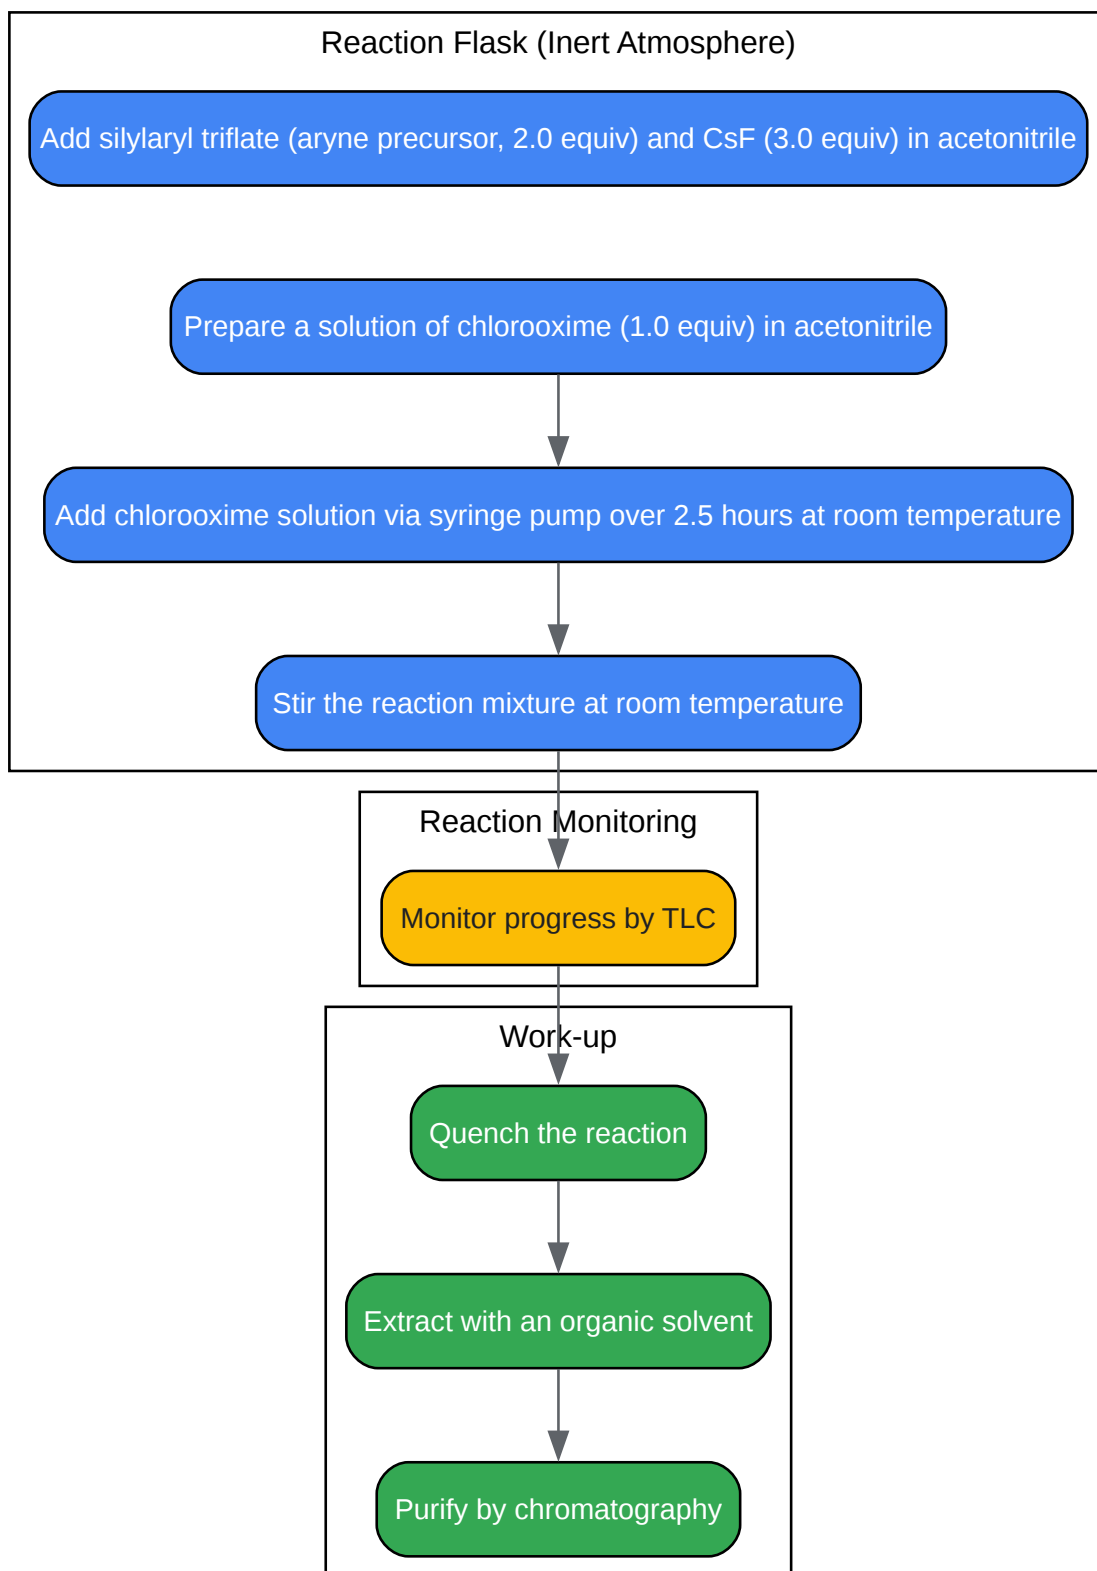 Reaction Flask (Inert Atmosphere)
Add silylaryl triflate (aryne precursor, 2.0 equiv) and CsF (3.0 equiv) in acetonitrile
Prepare a solution of chlorooxime (1.0 equiv) in acetonitrile
Add chlorooxime solution via syringe pump over 2.5 hours at room temperature
Stir the reaction mixture at room temperature
Reaction Monitoring
Monitor progress by TLC
Work-up
Quench the reaction
Extract with an organic solvent
Purify by chromatography